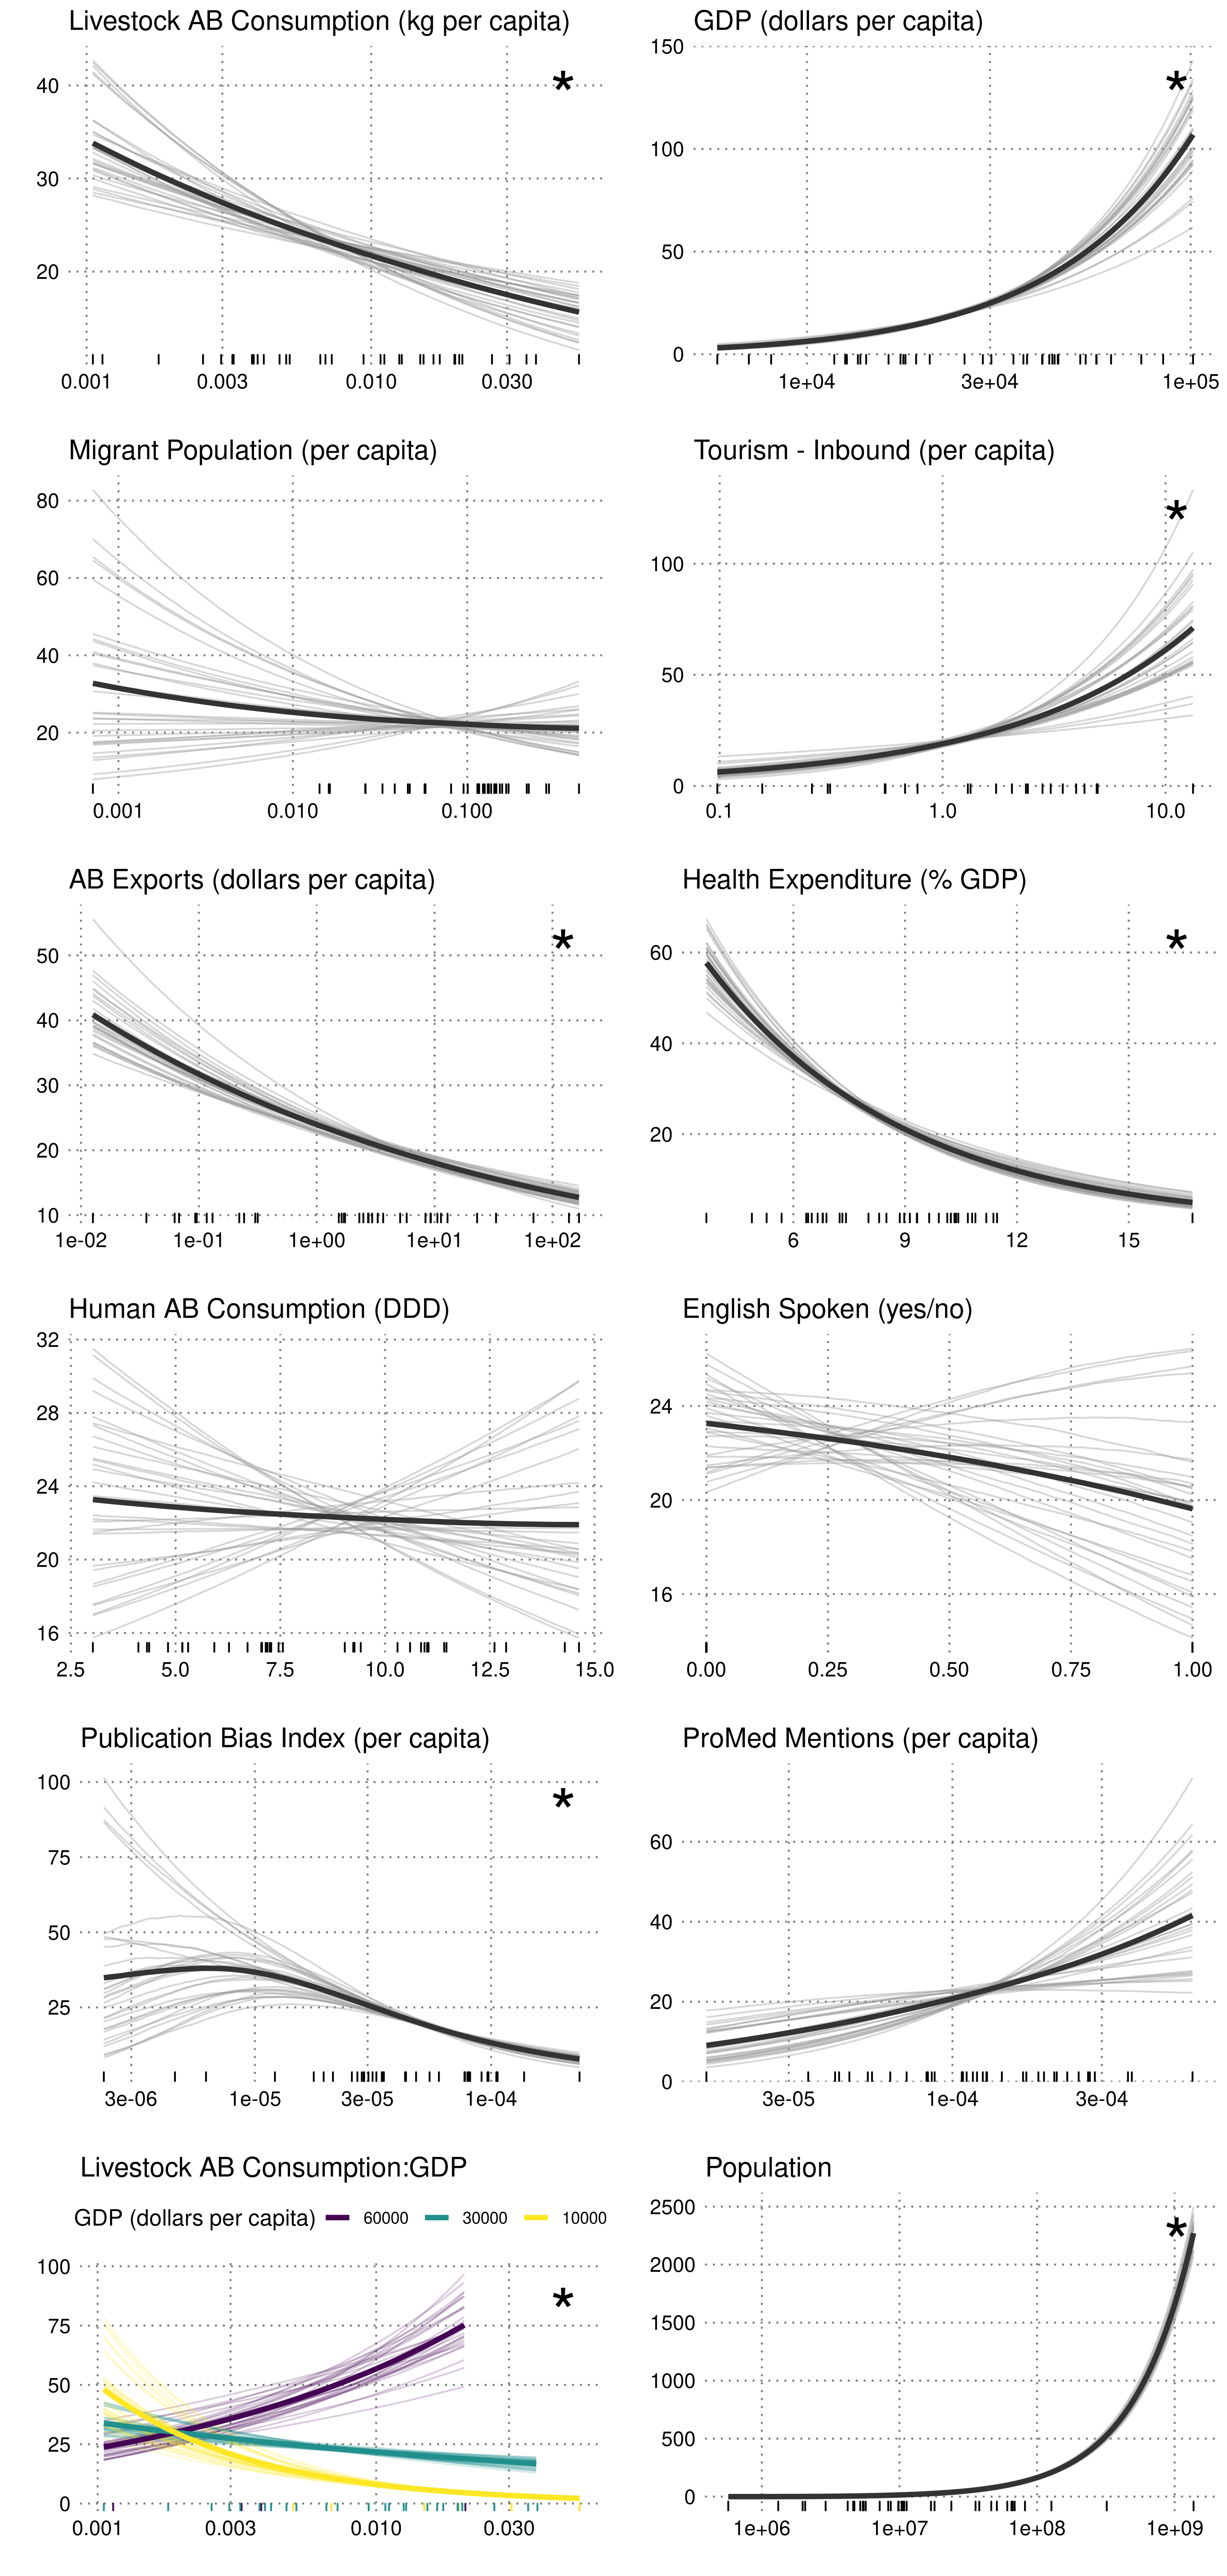 Livestock AB Consumption (kg per capita)
40
30
20
0.001 0.003 0.010 0.030
*
GDP (dollars per capita)
150
100
50
0
1e+04 3e+04 1e+05
*
Migrant Population (per capita)
80
60
40
20
0.001 0.010 0.100
Tourism - Inbound (per capita)
100
50
0
0.1 1.0 10.0
*
AB Exports (dollars per capita)
50
40
30
20
10
1e-02 1e-01 1e+00 1e+01 1e+02
*
Health Expenditure (% GDP)
60
40
20
6 9 12 15
*
Human AB Consumption (DDD)
32
28
24
20
16
2.5 5.0 7.5 10.0 12.5 15.0
English Spoken (yes/no)
24
20
16
0.00 0.25 0.50 0.75 1.00
Publication Bias Index (per capita)
100
75
50
25
3e-06 1e-05 3e-05 1e-04
*
ProMed Mentions (per capita)
60
40
20
0
3e-05 1e-04 3e-04
Livestock AB Consumption:GDP
GDP (dollars per capita) 60000 30000 10000
100
75
50
25
0
0.001 0.003 0.010 0.030
*
Population
2500
2000
1500
1000
500
0
1e+06 1e+07 1e+08 1e+09
*